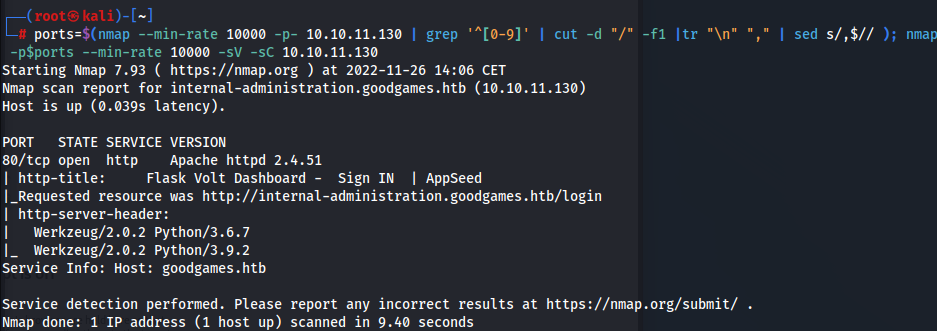 ┌──(root㉿kali)-[~]
└─# ports=$(nmap --min-rate 10000 -p- 10.10.11.130 | grep '^[0-9]' | cut -d "/" -f1 |tr "\n" "," | sed s/,$// ); nmap
-p$ports --min-rate 10000 -sV -sC 10.10.11.130
Starting Nmap 7.93 ( https://nmap.org ) at 2022-11-26 14:06 CET
Nmap scan report for internal-administration.goodgames.htb (10.10.11.130)
Host is up (0.039s latency).

PORT   STATE SERVICE VERSION
80/tcp open  http    Apache httpd 2.4.51
| http-title:     Flask Volt Dashboard -  Sign IN  | AppSeed
|_Requested resource was http://internal-administration.goodgames.htb/login
| http-server-header:
|   Werkzeug/2.0.2 Python/3.6.7
|_  Werkzeug/2.0.2 Python/3.9.2
Service Info: Host: goodgames.htb

Service detection performed. Please report any incorrect results at https://nmap.org/submit/ .
Nmap done: 1 IP address (1 host up) scanned in 9.40 seconds